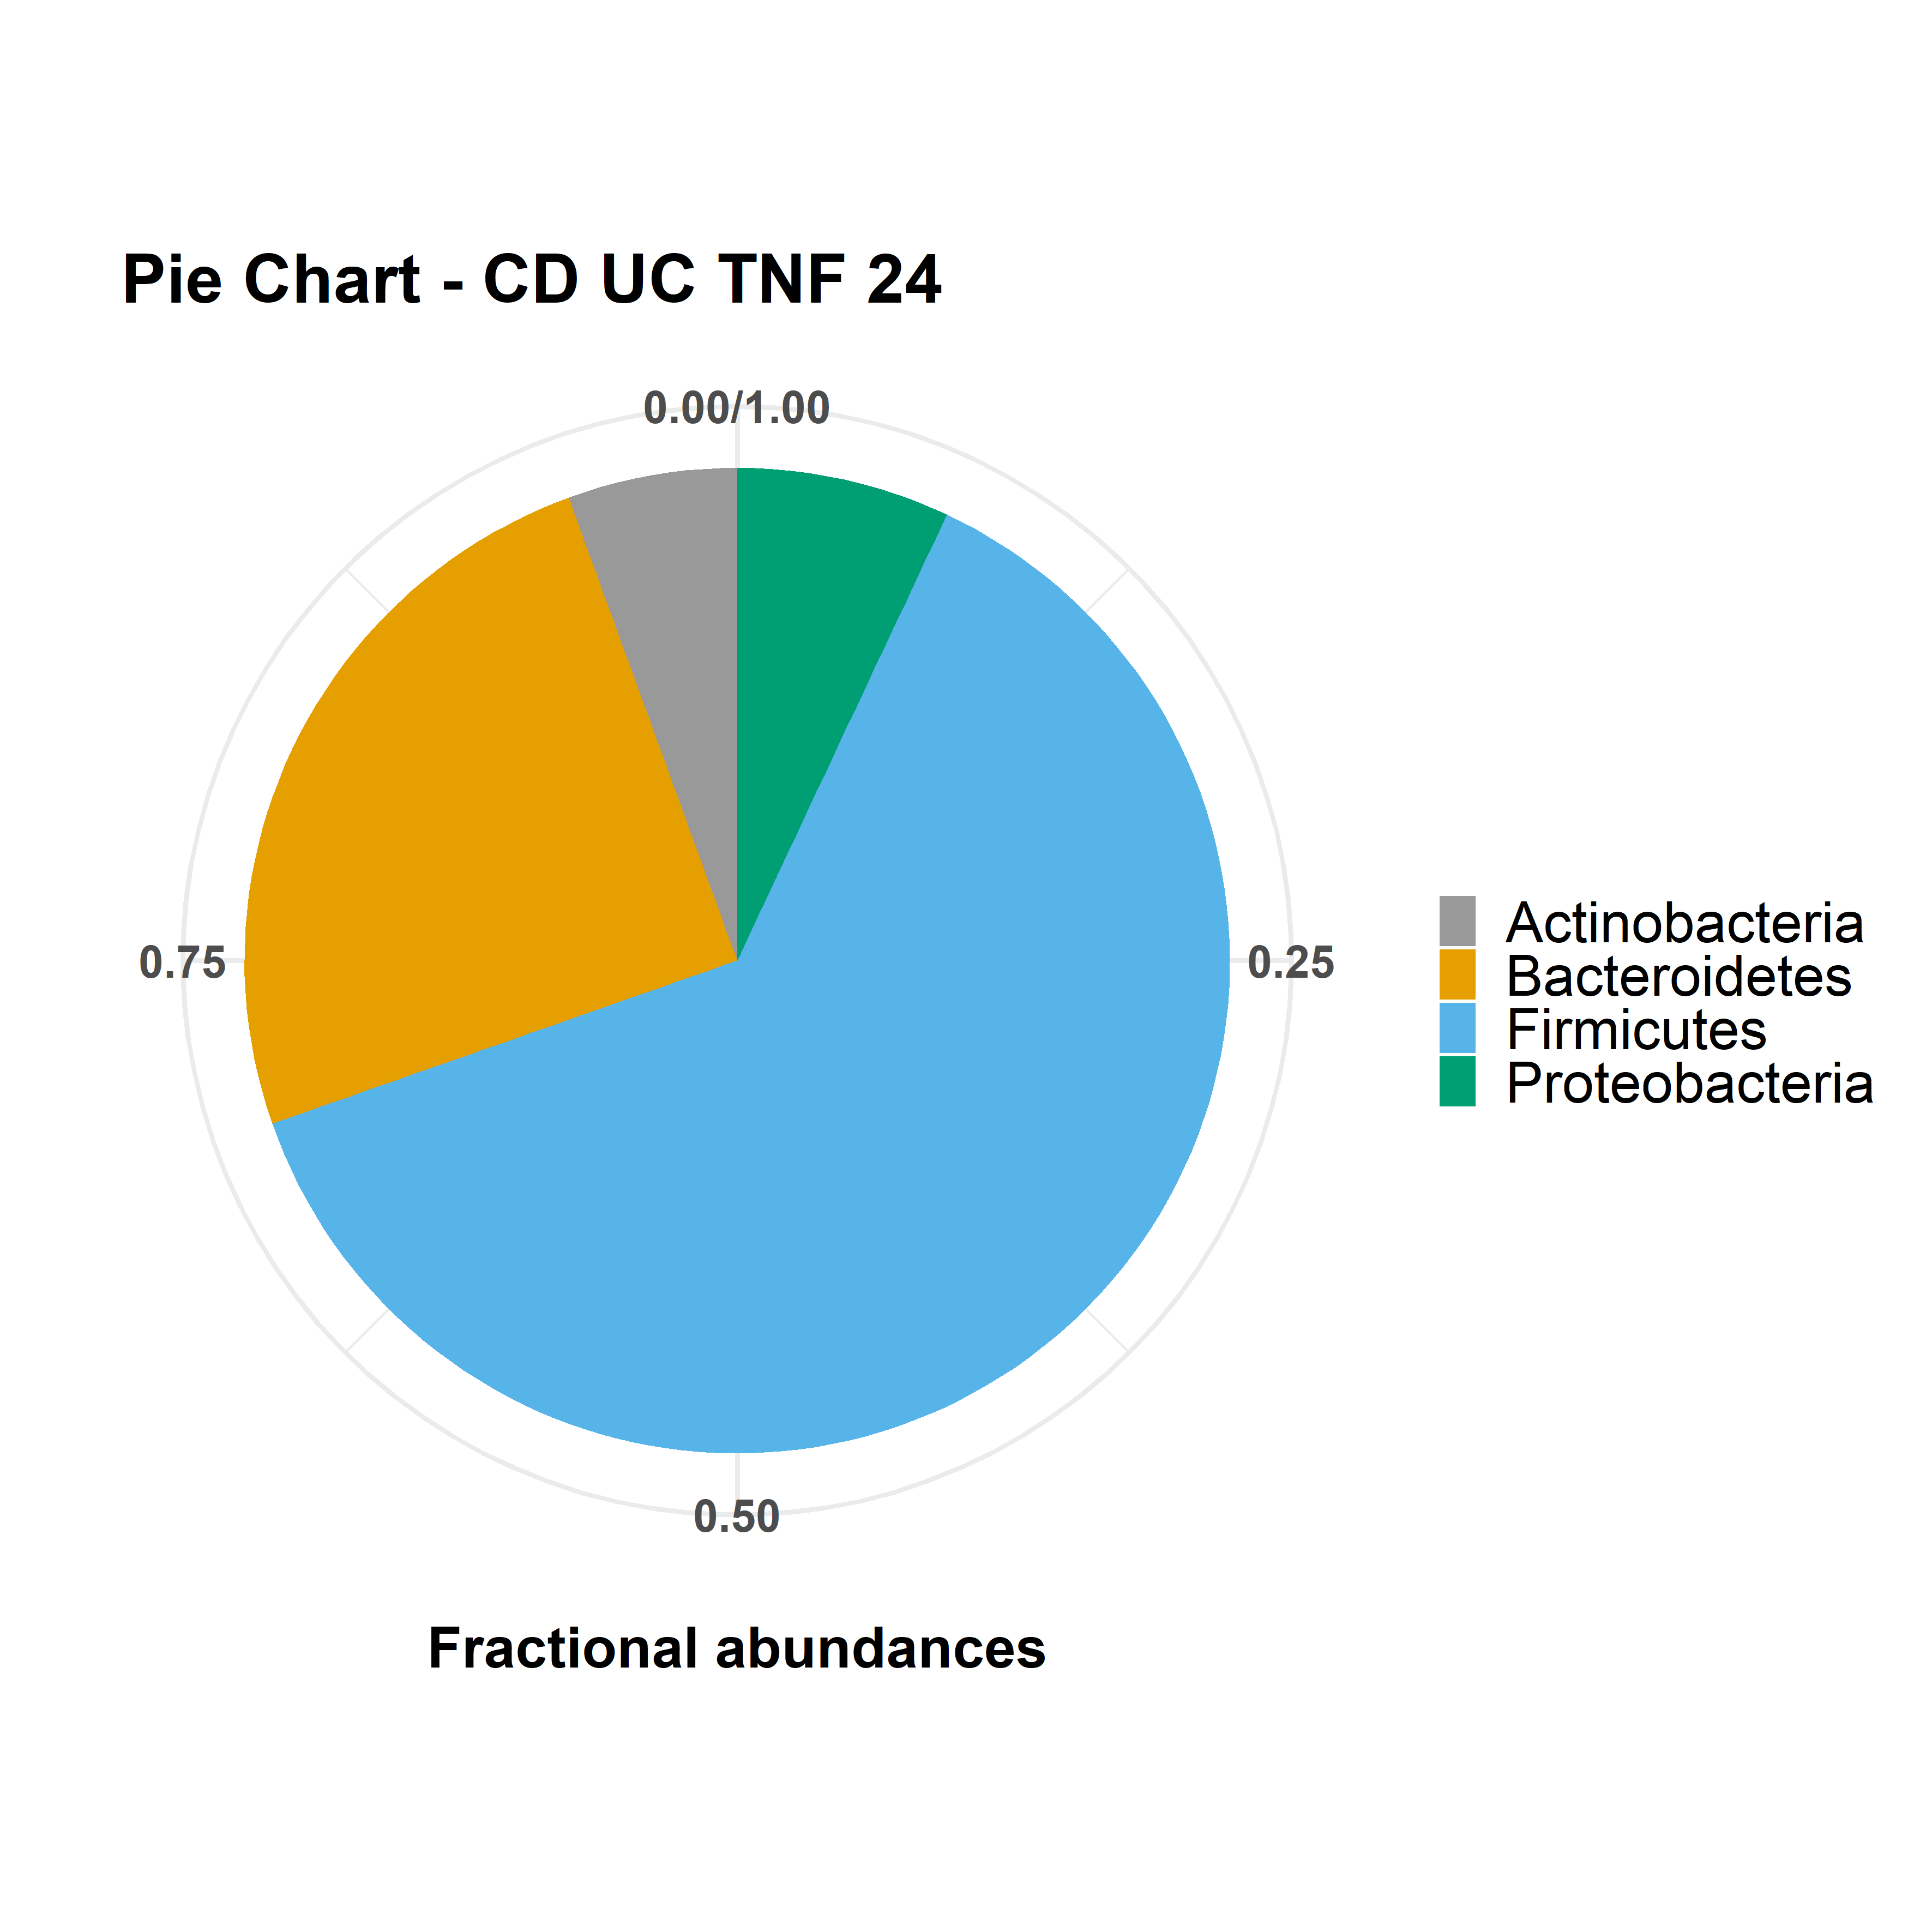 Pie Chart - CD UC TNF 24
0.00/1.00
0.75
0.25
0.50
Actinobacteria
Bacteroidetes
Firmicutes
Proteobacteria
Fractional abundances